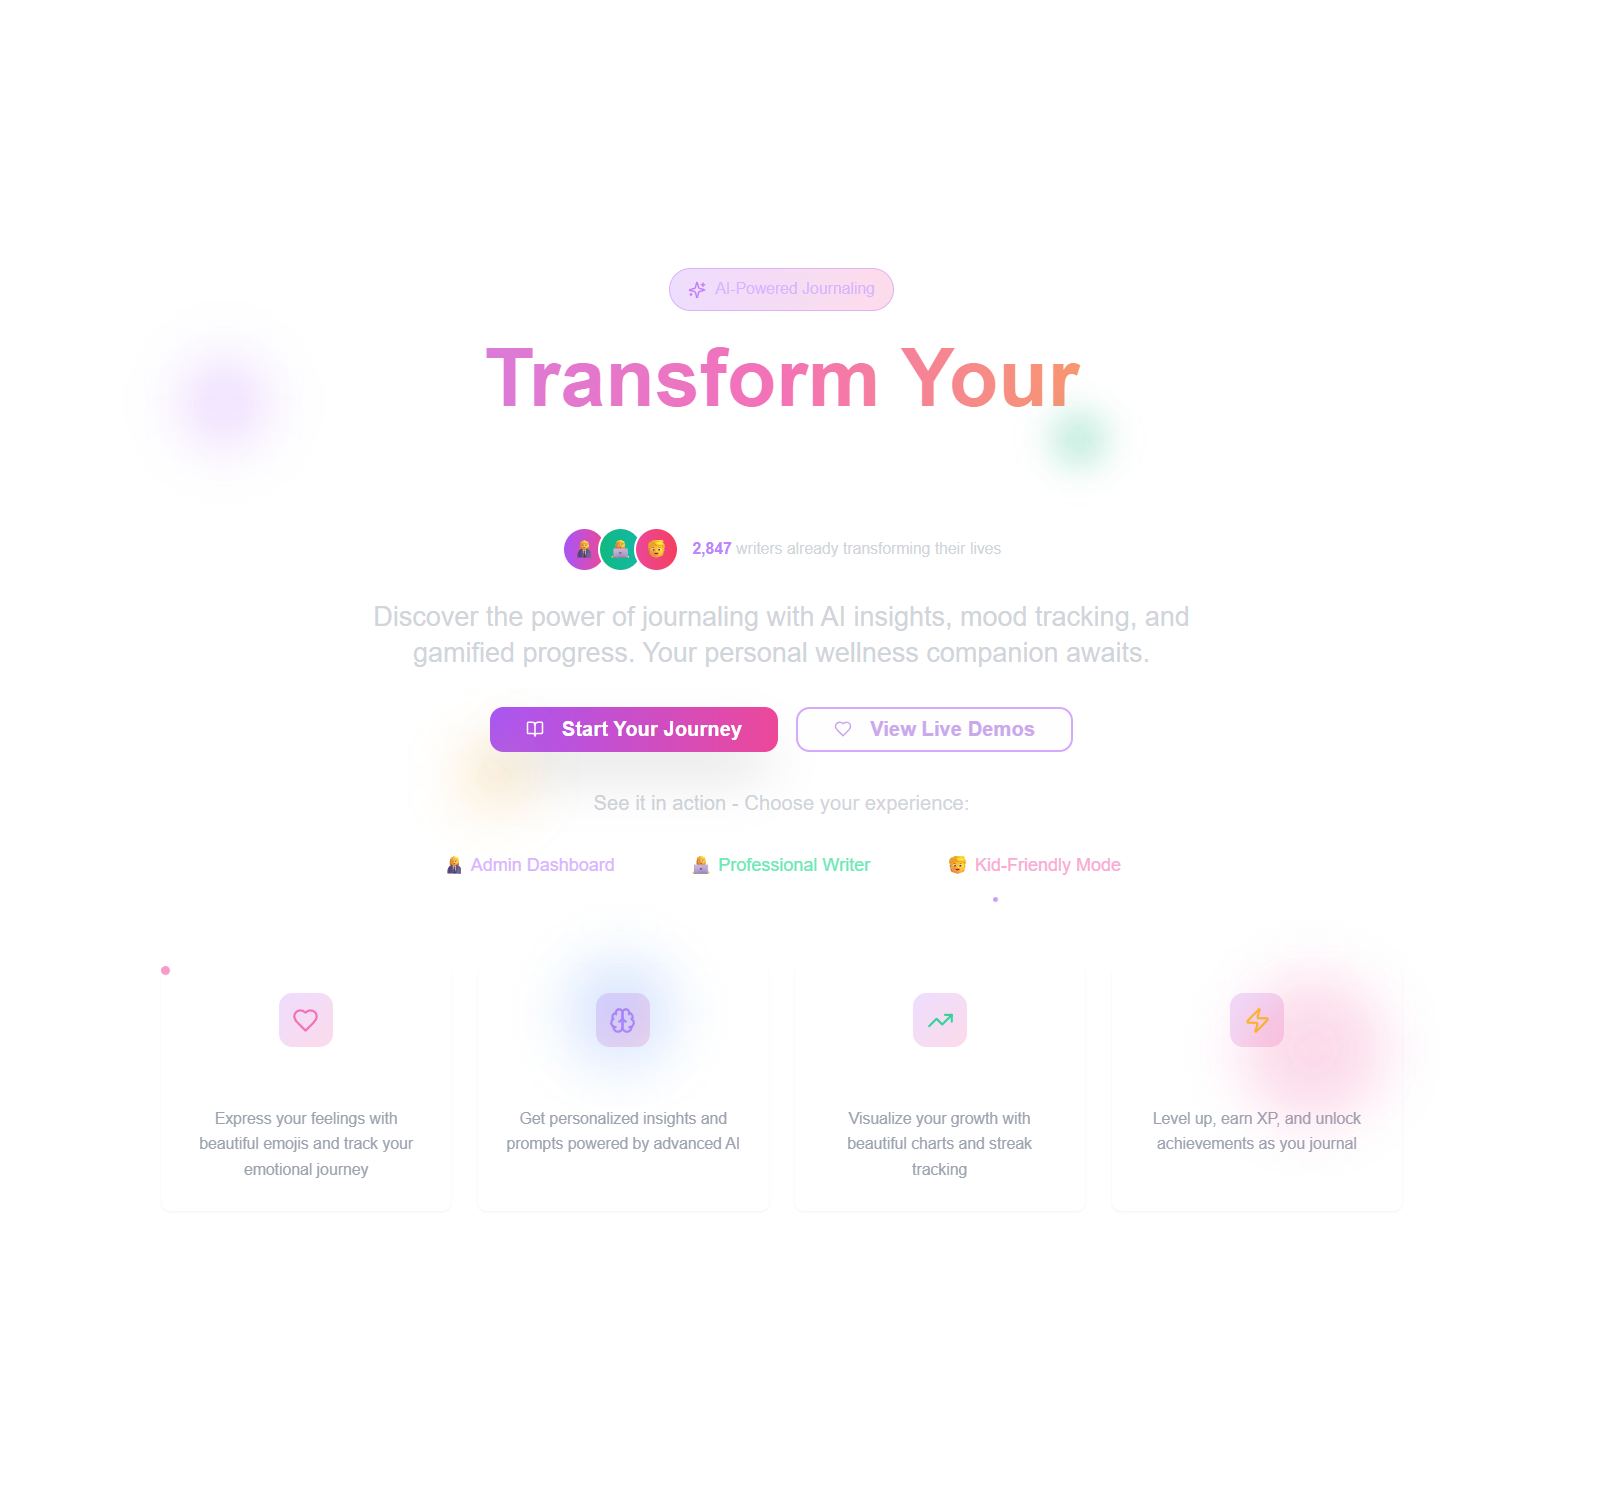 AI-Powered Journaling
Transform Your
2,847 writers already transforming their lives
Discover the power of journaling with AI insights, mood tracking, and
gamified progress. Your personal wellness companion awaits.
Start Your Journey
View Live Demos
See it in action - Choose your experience:
Admin Dashboard
Professional Writer
Kid-Friendly Mode
Express your feelings with
beautiful emojis and track your
emotional journey
Get personalized insights and
prompts powered by advanced AI
Visualize your growth with
beautiful charts and streak
tracking
Level up, earn XP, and unlock
achievements as you journal